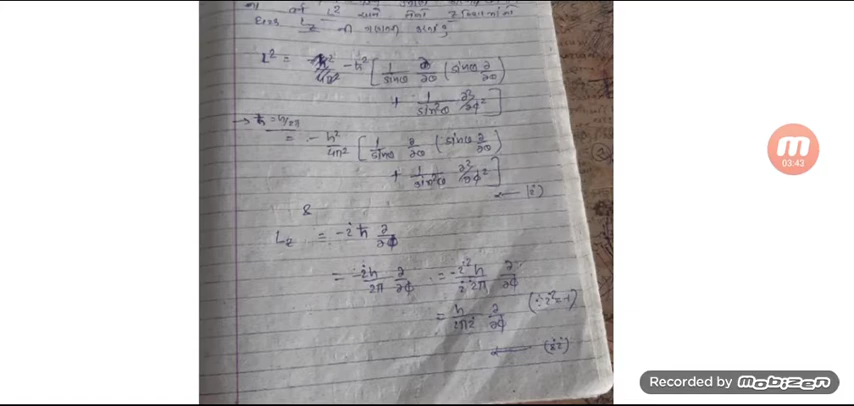 L² = -ħ² [ 1/sinθ ∂/∂θ (sinθ ∂/∂θ)
+ 1/sin²θ ∂²/∂ϕ² ]
→ ħ = h/2π
= - h²/4π² [ 1/sinθ ∂/∂θ (sinθ ∂/∂θ)
+ 1/sin²θ ∂²/∂ϕ² ]
← (i)
&
L_z = -iħ ∂/∂ϕ
= -ih/2π ∂/∂ϕ = -i²h/i2π ∂/∂ϕ
= h/2πi ∂/∂ϕ (∵ i² = -1)
← (ii)
03:43
Recorded by mobizen